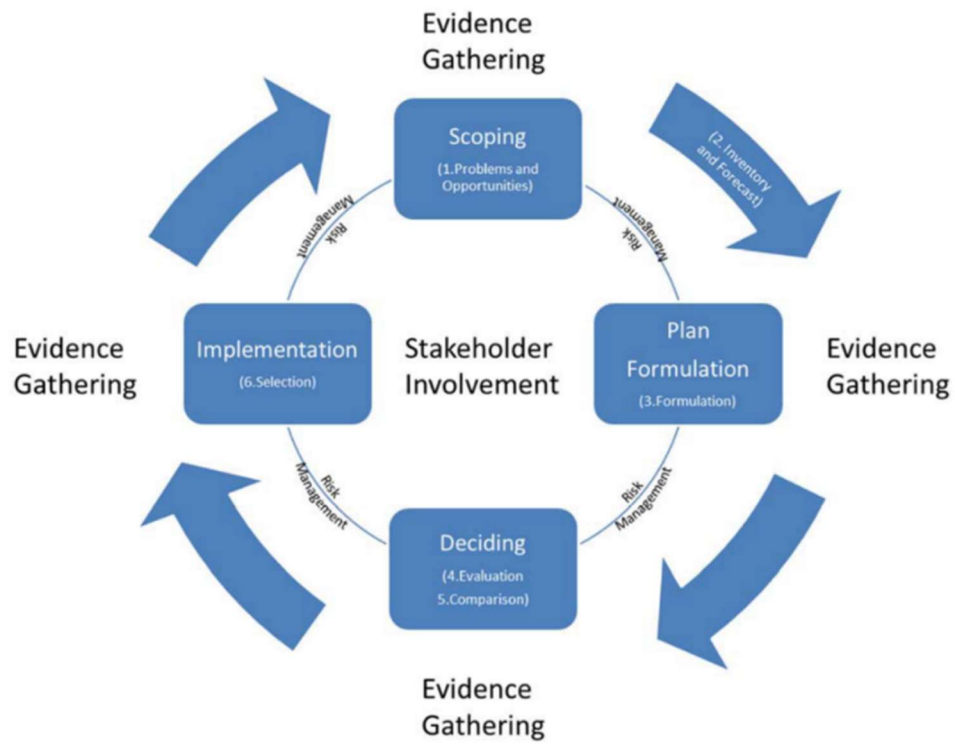 Evidence
Gathering
Scoping
(1.Problems and
Opportunities)
(2. Inventory
and Forecast)
Risk
Management
Risk
Management
Evidence
Gathering
Implementation
(6.Selection)
Stakeholder
Involvement
Plan
Formulation
(3.Formulation)
Evidence
Gathering
Risk
Management
Risk
Management
Deciding
(4.Evaluation
5.Comparison)
Evidence
Gathering